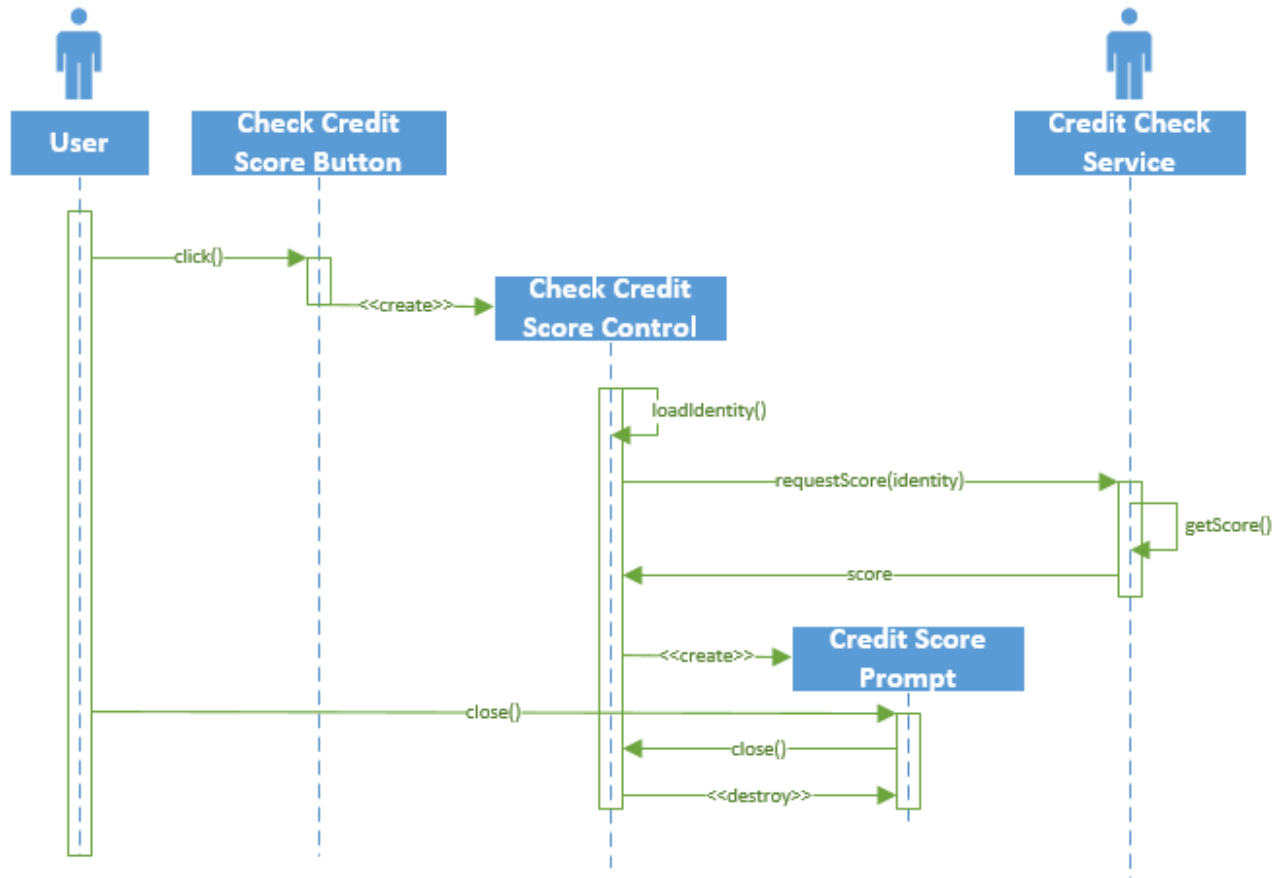 User
Check Credit
Score Button
Credit Check
Service
click()
<<create>>
Check Credit
Score Control
loadIdentity()
requestScore(identity)
getScore()
score
<<create>>
Credit Score
Prompt
close()
close()
<<destroy>>